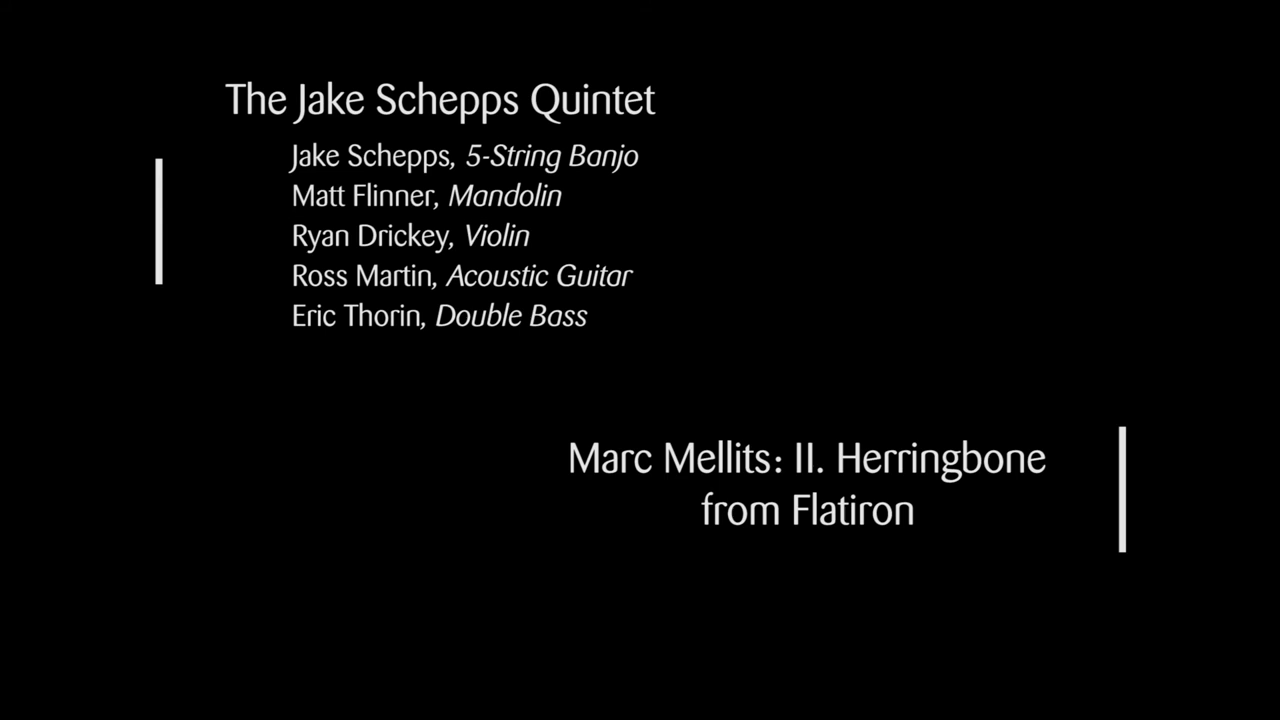 The Jake Schepps Quintet
Jake Schepps, 5-String Banjo
Matt Flinner, Mandolin
Ryan Drickey, Violin
Ross Martin, Acoustic Guitar
Eric Thorin, Double Bass
Marc Mellits: II. Herringbone
from Flatiron